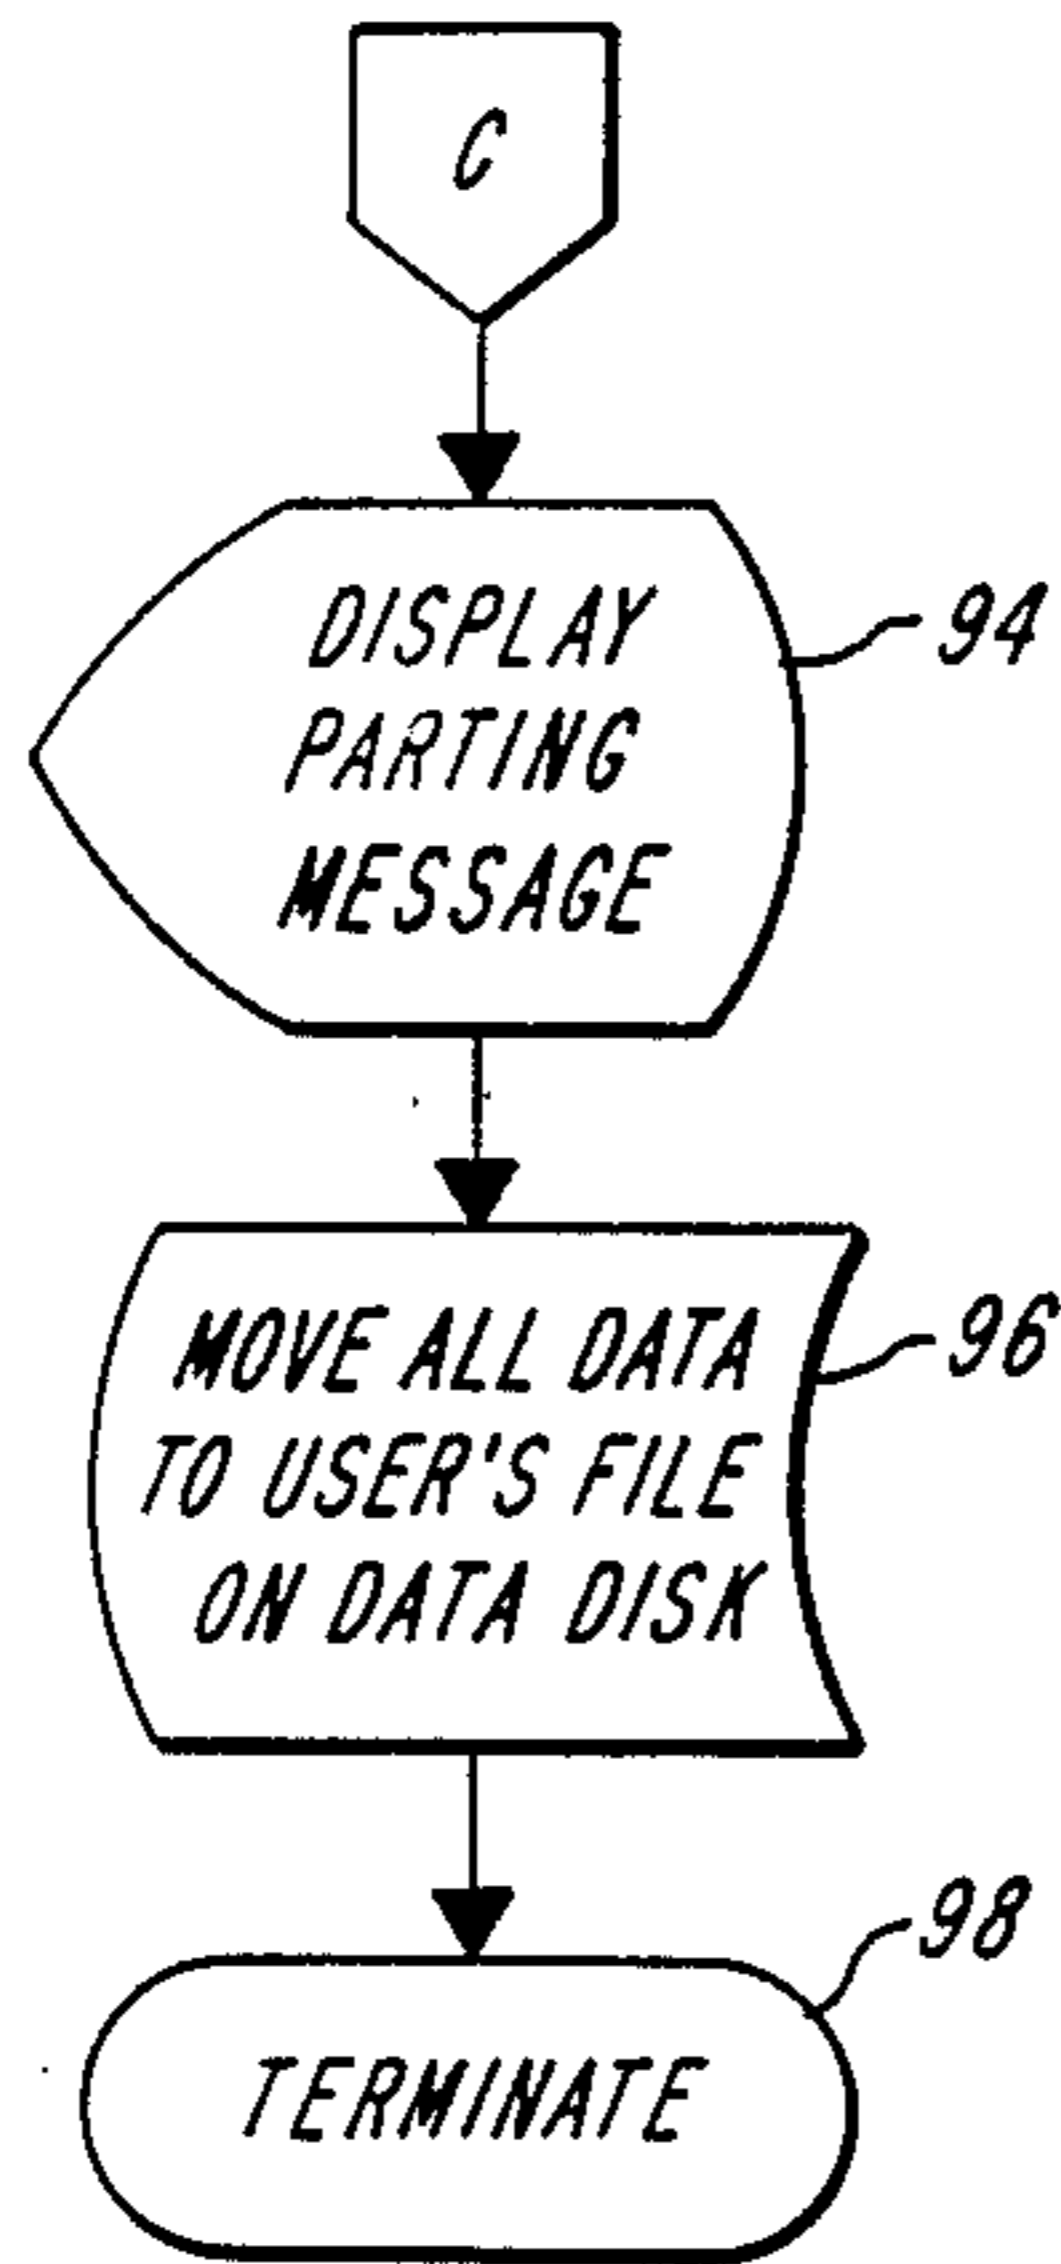 C
DISPLAY
PARTING
MESSAGE
94
MOVE ALL DATA
TO USER'S FILE
ON DATA DISK
96
TERMINATE
98